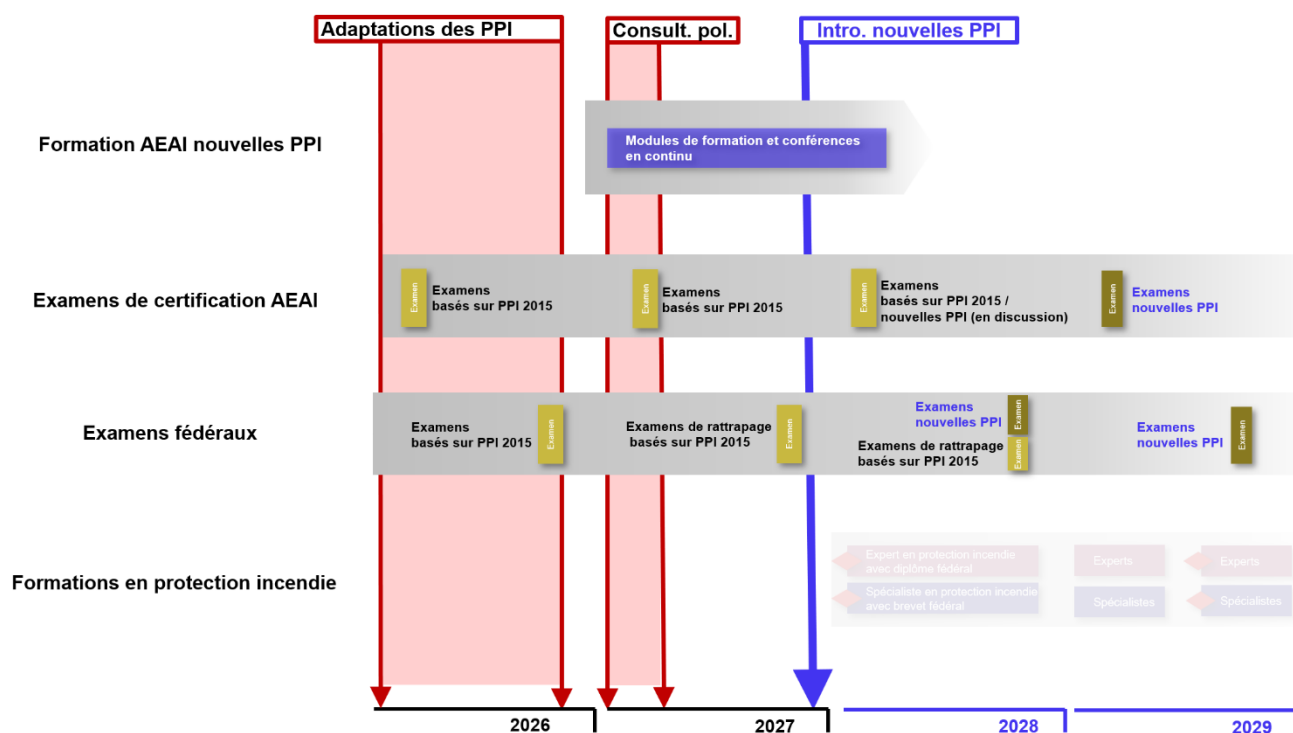 Adaptations des PPI
Consult. pol.
Intro. nouvelles PPI
Formation AEAI nouvelles PPI
Modules de formation et conférences
en continu
Examens de certification AEAI
Examen
Examens
basés sur PPI 2015
Examen
Examens
basés sur PPI 2015
Examen
Examens
basés sur PPI 2015 /
nouvelles PPI (en discussion)
Examen
Examens
nouvelles PPI
Examens fédéraux
Examens
basés sur PPI 2015
Examen
Examens de rattrapage
basés sur PPI 2015
Examen
Examens
nouvelles PPI
Examen
Examens de rattrapage
basés sur PPI 2015
Examen
Examens
nouvelles PPI
Examen
Formations en protection incendie
Expert en protection incendie
avec diplôme fédéral
Experts
Experts
Spécialiste en protection incendie
avec brevet fédéral
Spécialistes
Spécialistes
2026
2027
2028
2029